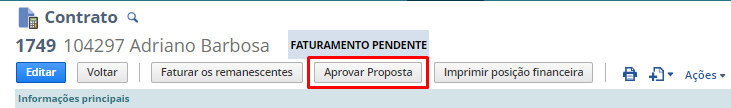 Contrato
1749 104297 Adriano Barbosa FATURAMENTO PENDENTE
Editar Voltar Faturar os remanescentes Aprovar Proposta Imprimir posição financeira Ações
Informações principais